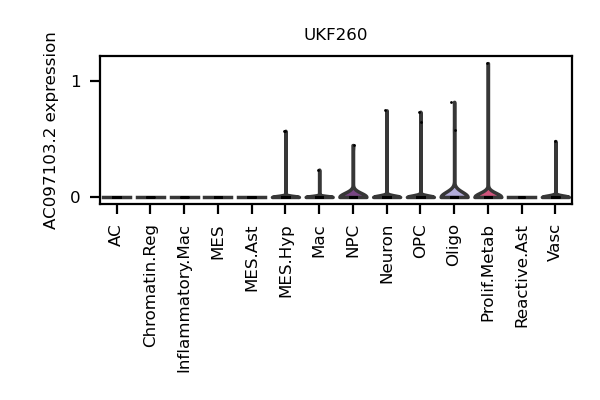 UKF260
AC097103.2 expression
1
0
AC
Chromatin.Reg
Inflammatory.Mac
MES
MES.Ast
MES.Hyp
Mac
NPC
Neuron
OPC
Oligo
Prolif.Metab
Reactive.Ast
Vasc